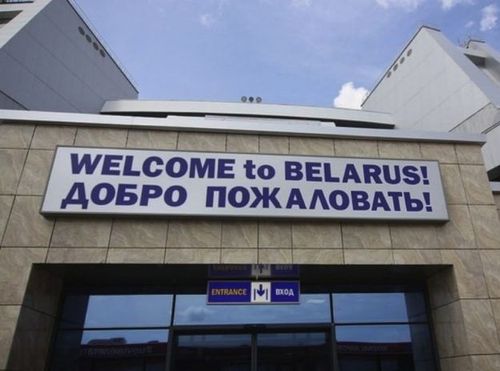 WELCOME to BELARUS!
ДОБРО ПОЖАЛОВАТЬ!
ENTRANCE ВХОД